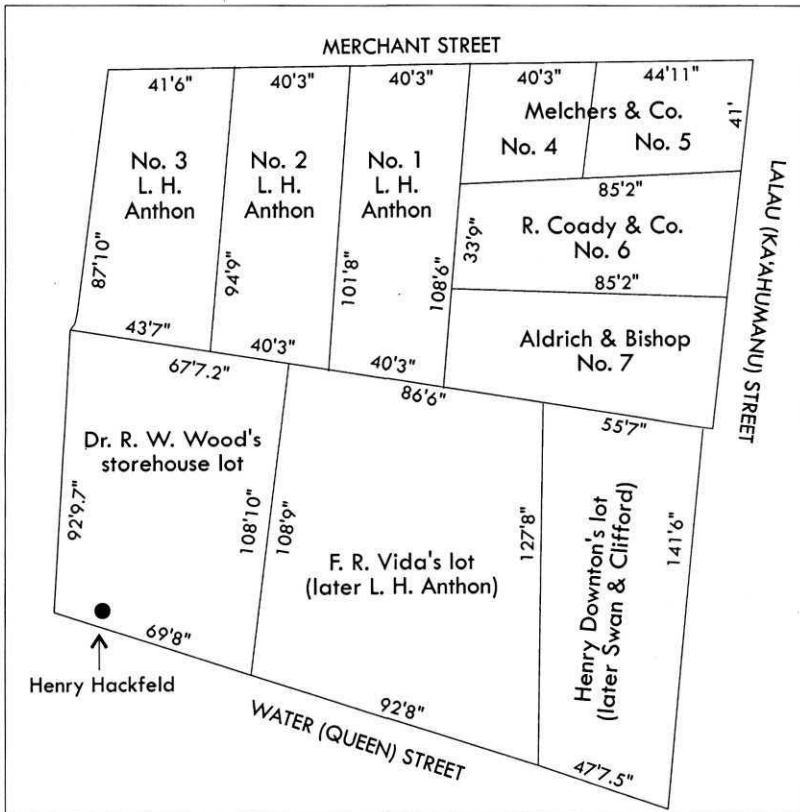 MERCHANT STREET
41'6"
40'3"
40'3"
40'3"
44'11"
Melchers & Co.
No. 4
No. 5
41'
No. 3
L. H.
Anthon
No. 2
L. H.
Anthon
No. 1
L. H.
Anthon
85'2"
R. Coady & Co.
No. 6
33'9"
85'2"
87'10"
94'9"
101'8"
108'6"
Aldrich & Bishop
No. 7
LALAU (KA'AHUMANU) STREET
43'7"
40'3"
40'3"
67'7.2"
86'6"
55'7"
Dr. R. W. Wood's
storehouse lot
92'9.7"
108'10"
108'9"
F. R. Vida's lot
(later L. H. Anthon)
127'8"
Henry Downton's lot
(later Swan & Clifford)
141'6"
69'8"
Henry Hackfeld
92'8"
47'7.5"
WATER (QUEEN) STREET